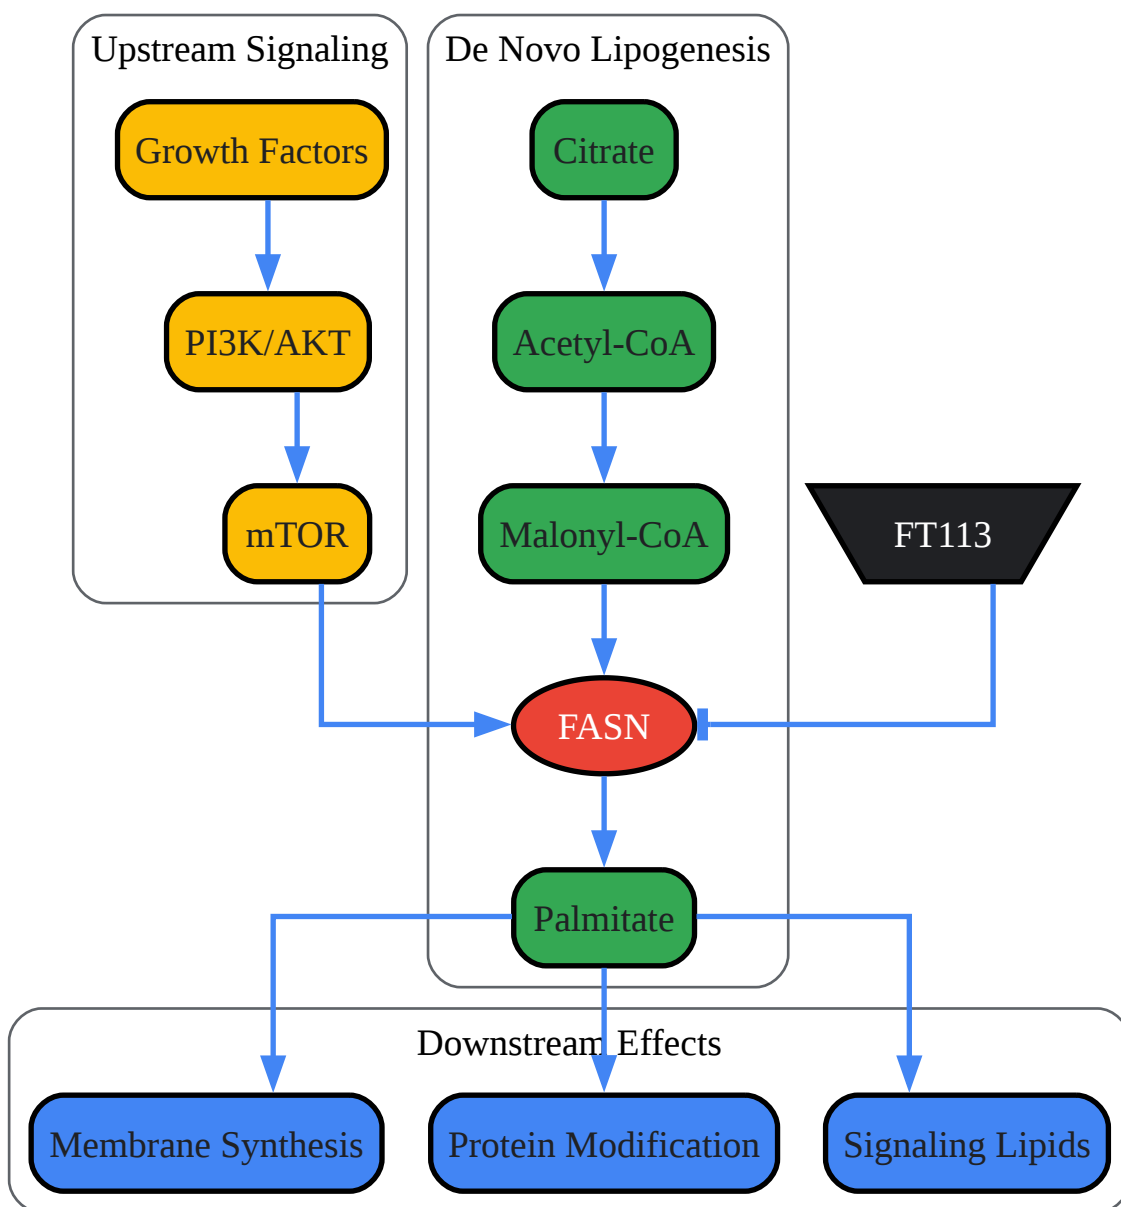 Upstream Signaling
De Novo Lipogenesis
Growth Factors
Citrate
PI3K/AKT
Acetyl-CoA
mTOR
Malonyl-CoA
FT113
FASN
Palmitate
Downstream Effects
Membrane Synthesis
Protein Modification
Signaling Lipids